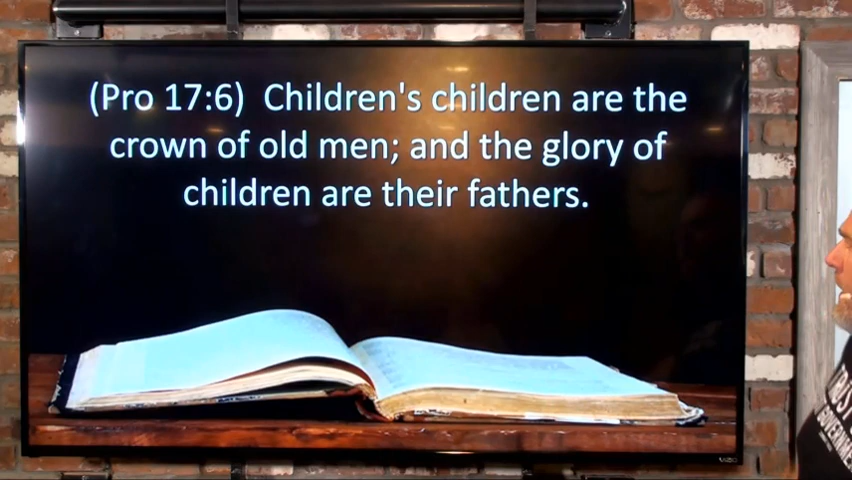 (Pro 17:6) Children's children are the
crown of old men; and the glory of
children are their fathers.
VIZIO